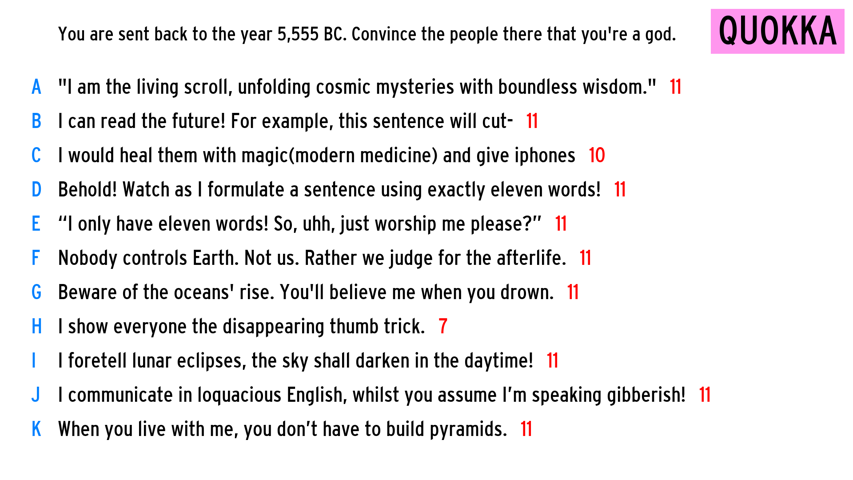 You are sent back to the year 5,555 BC. Convince the people there that you're a god.
QUOKKA
A "I am the living scroll, unfolding cosmic mysteries with boundless wisdom." 11
B I can read the future! For example, this sentence will cut- 11
C I would heal them with magic(modern medicine) and give iphones 10
D Behold! Watch as I formulate a sentence using exactly eleven words! 11
E “I only have eleven words! So, uhh, just worship me please?” 11
F Nobody controls Earth. Not us. Rather we judge for the afterlife. 11
G Beware of the oceans' rise. You'll believe me when you drown. 11
H I show everyone the disappearing thumb trick. 7
I I foretell lunar eclipses, the sky shall darken in the daytime! 11
J I communicate in loquacious English, whilst you assume I’m speaking gibberish! 11
K When you live with me, you don’t have to build pyramids. 11